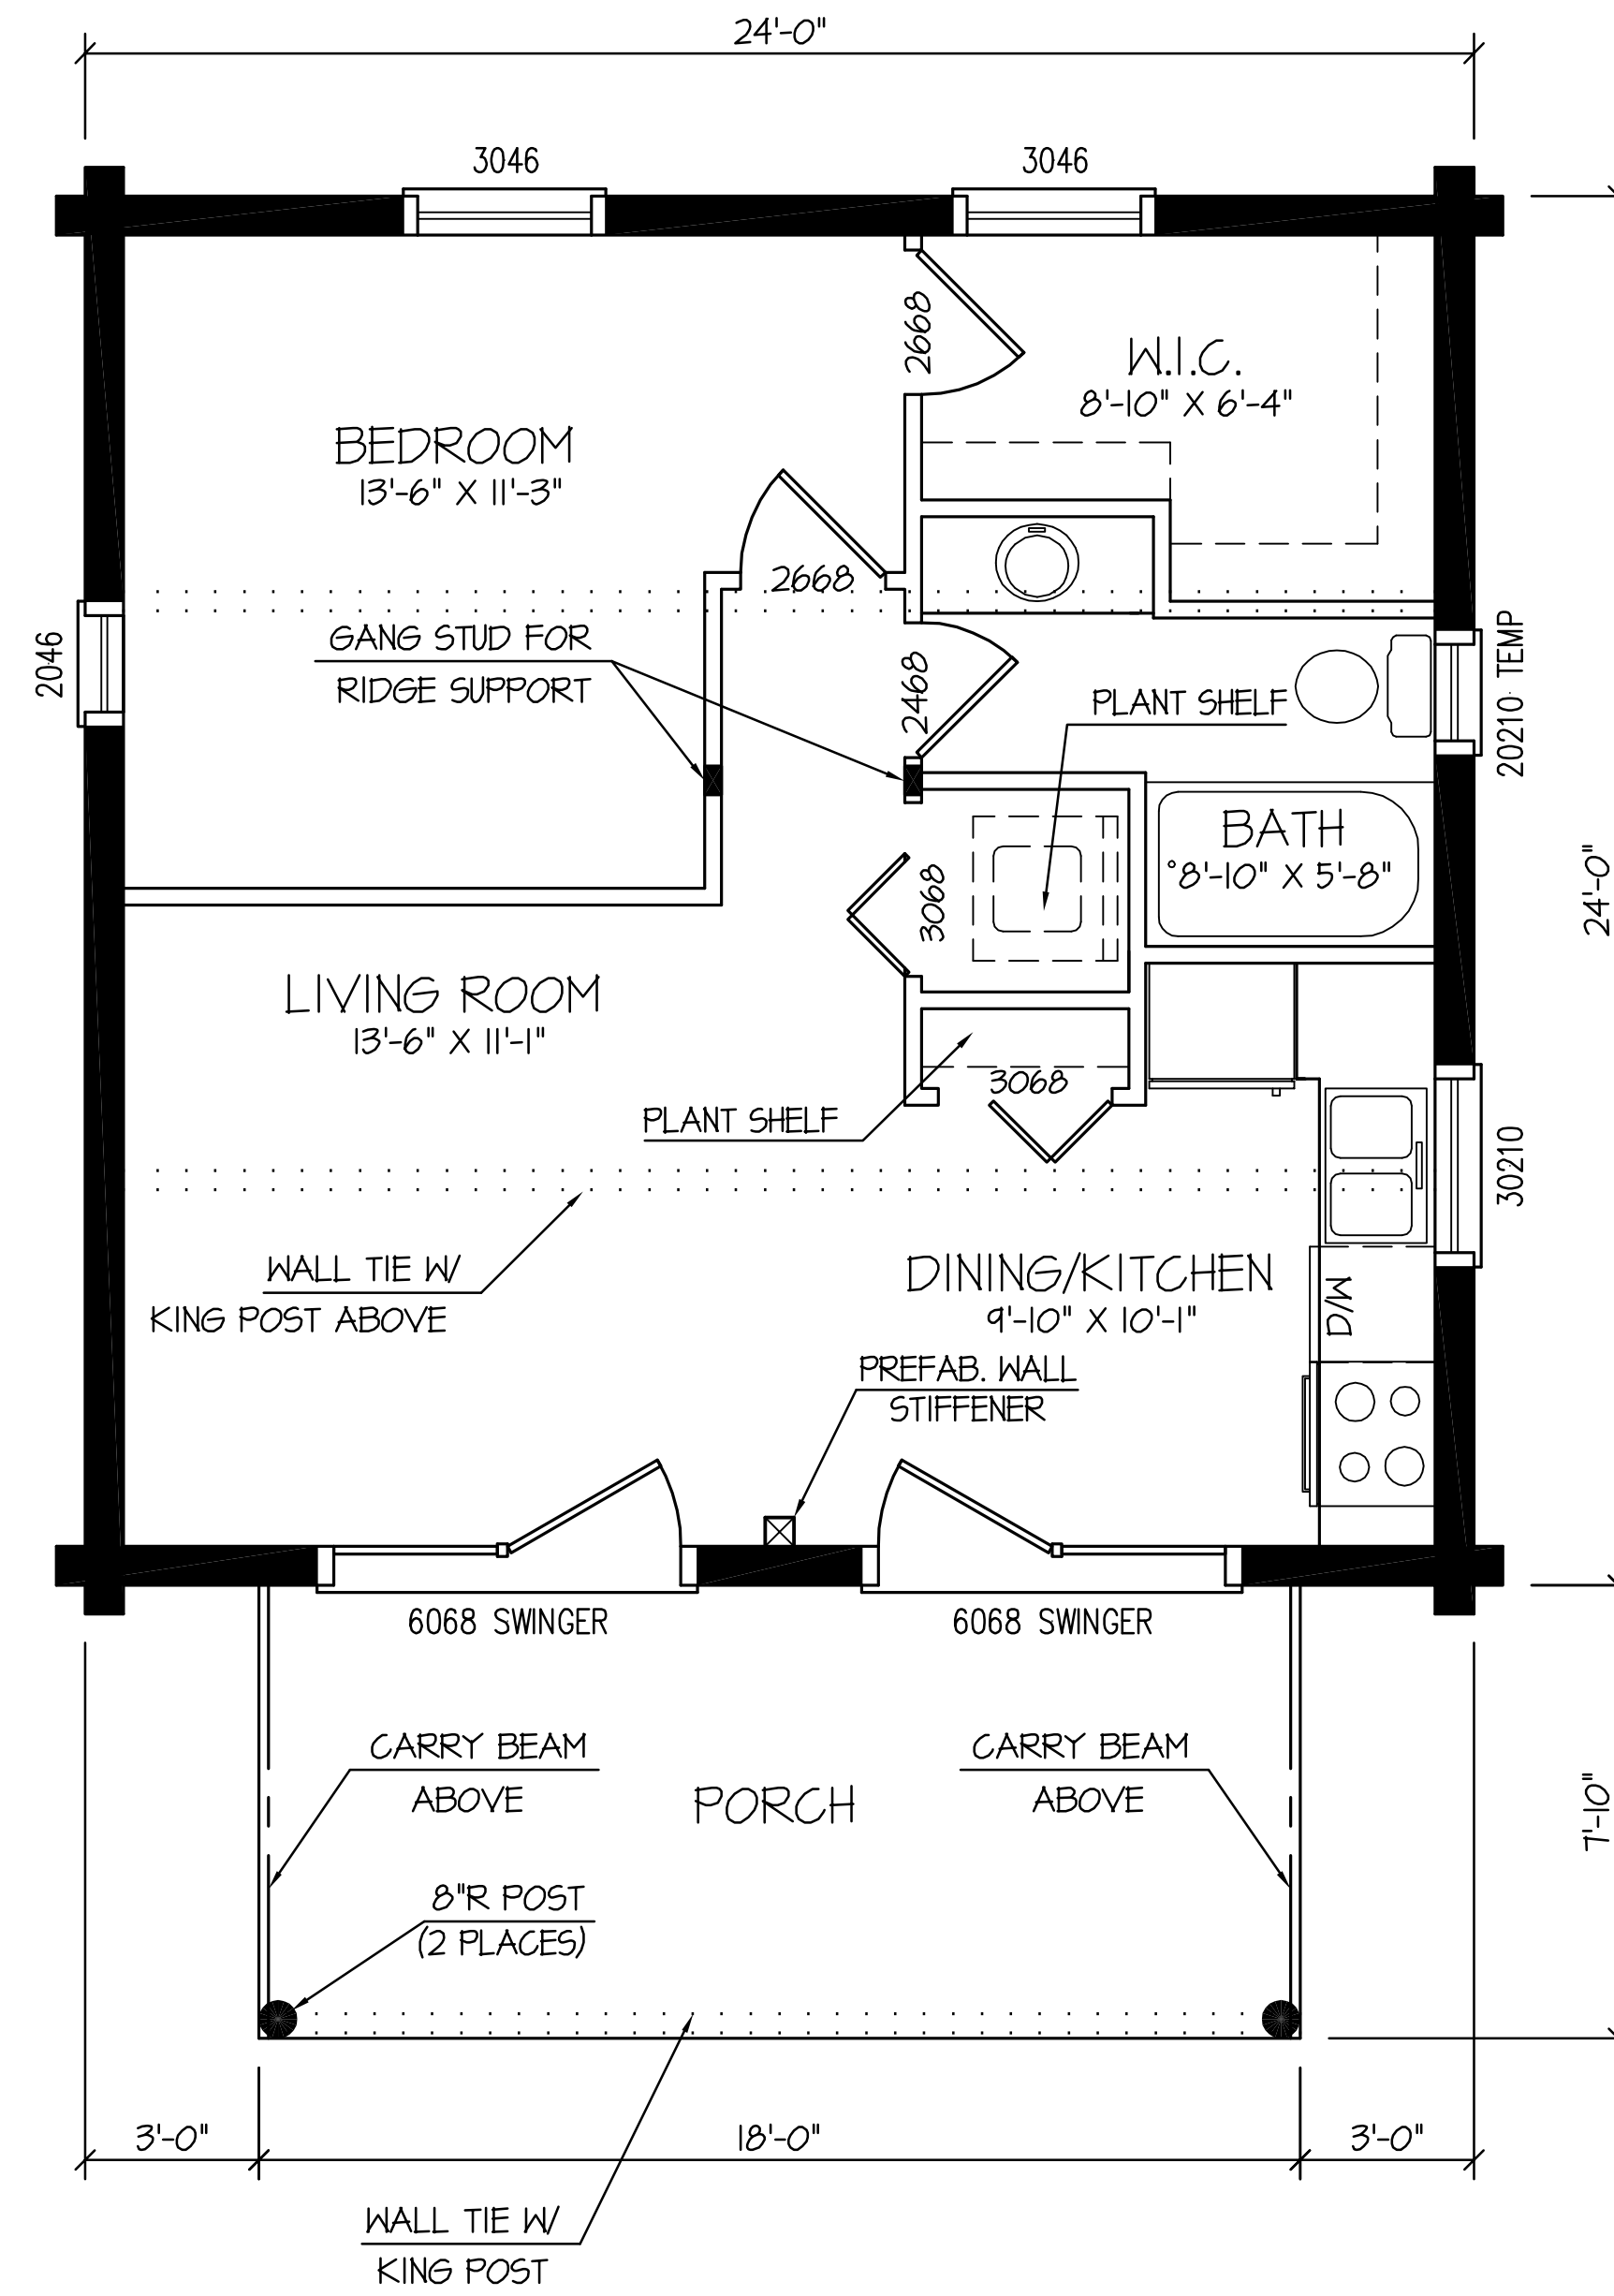 24'-0"
3046
3046
2668
W.I.C.
8'-10" X 6'-4"
BEDROOM
13'-6" X 11'-3"
2668
GANG STUD FOR
RIDGE SUPPORT
2046
2468
20210 TEMP
PLANT SHELF
BATH
8'-10" X 5'-8"
3068
24'-0"
LIVING ROOM
13'-6" X 11'-1"
3068
PLANT SHELF
30210
WALL TIE W/
KING POST ABOVE
DINING/KITCHEN
9'-10" X 10'-1"
M/D
PREFAB. WALL
STIFFENER
6068 SWINGER
6068 SWINGER
CARRY BEAM
ABOVE
PORCH
CARRY BEAM
ABOVE
7'-10"
8"R POST
(2 PLACES)
3'-0"
18'-0"
3'-0"
WALL TIE W/
KING POST